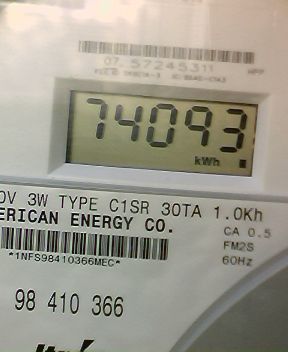 07 57245311
74093
kWh
0V 3W TYPE C1SR 30TA 1.0Kh
ERICAN ENERGY CO.
CA 0.5
FM2S
60Hz
*1NFS98410366MEC*
98 410 366